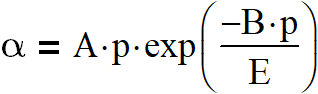 α = A·p·exp(−B·p / E)